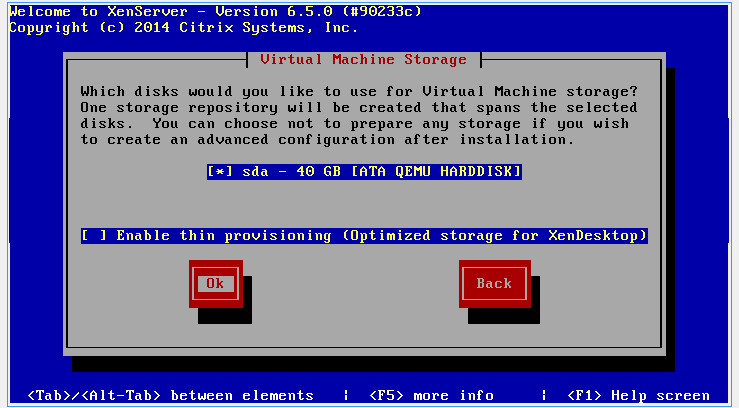 Welcome to XenServer - Version 6.5.0 (#90233c)
Copyright (c) 2014 Citrix Systems, Inc.
Virtual Machine Storage
Which disks would you like to use for Virtual Machine storage?
One storage repository will be created that spans the selected
disks.  You can choose not to prepare any storage if you wish
to create an advanced configuration after installation.
[*] sda - 40 GB [ATA QEMU HARDDISK]
[ ] Enable thin provisioning (Optimized storage for XenDesktop)
Ok Back
<Tab>/<Alt-Tab> between elements | <F5> more info | <F1> Help screen